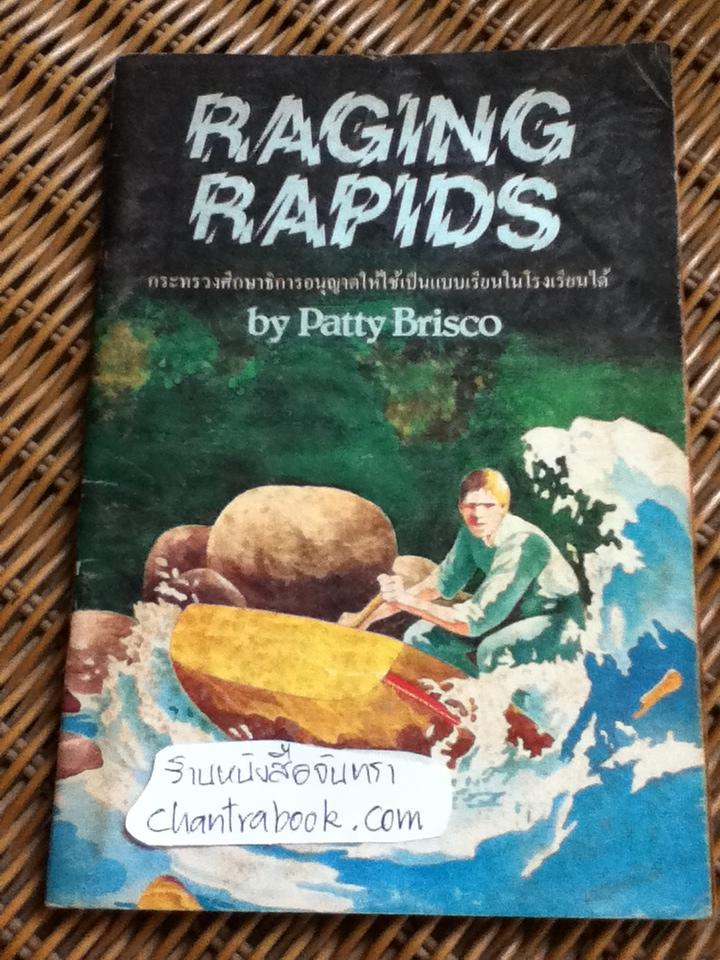 RAGING
RAPIDS
กระทรวงศึกษาธิการอนุญาตให้ใช้เป็นแบบเรียนในโรงเรียนได้
by Patty Brisco
ร้านหนังสือจันทรา
chantrabook.com